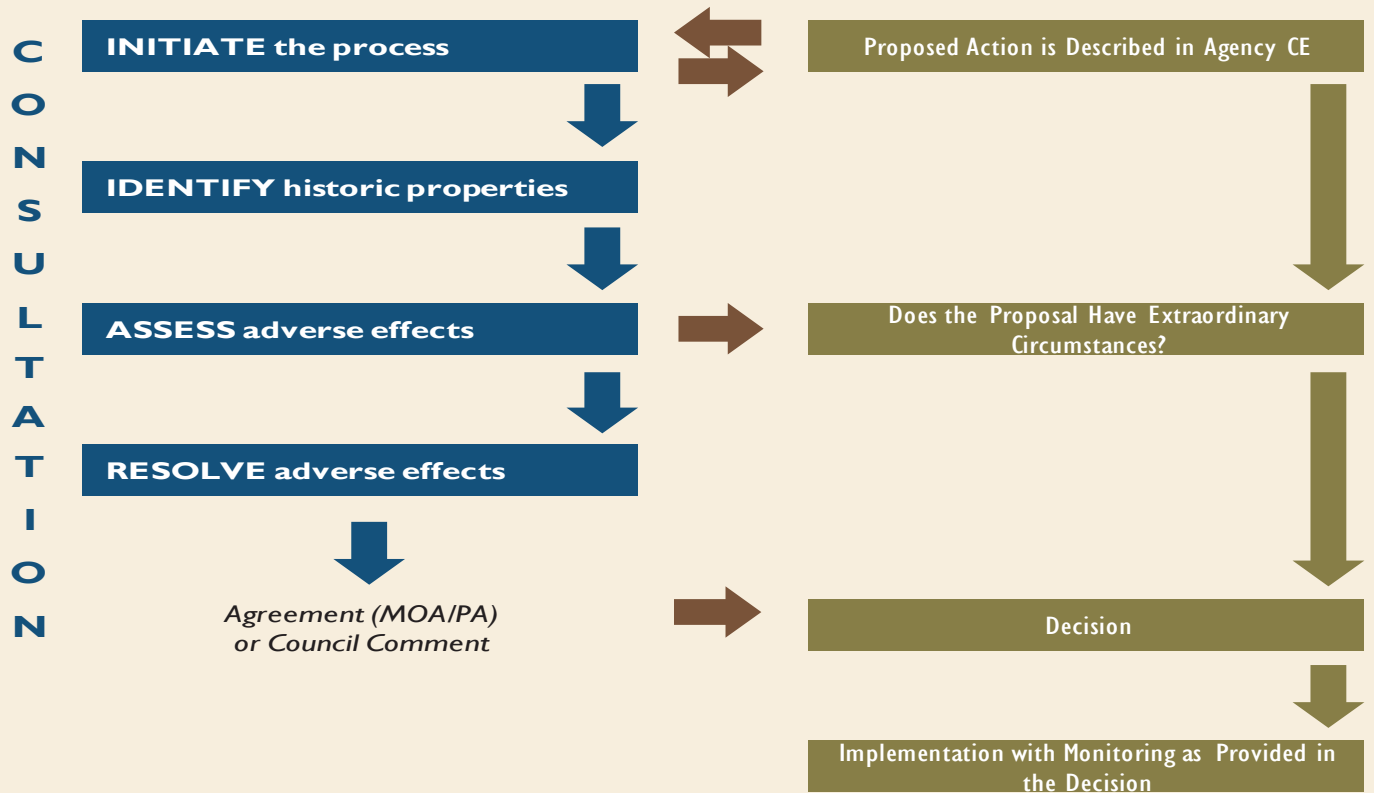 CONSULTATION
INITIATE the process
Proposed Action is Described in Agency CE
IDENTIFY historic properties
ASSESS adverse effects
Does the Proposal Have Extraordinary
Circumstances?
RESOLVE adverse effects
Agreement (MOA/PA)
or Council Comment
Decision
Implementation with Monitoring as Provided in
the Decision